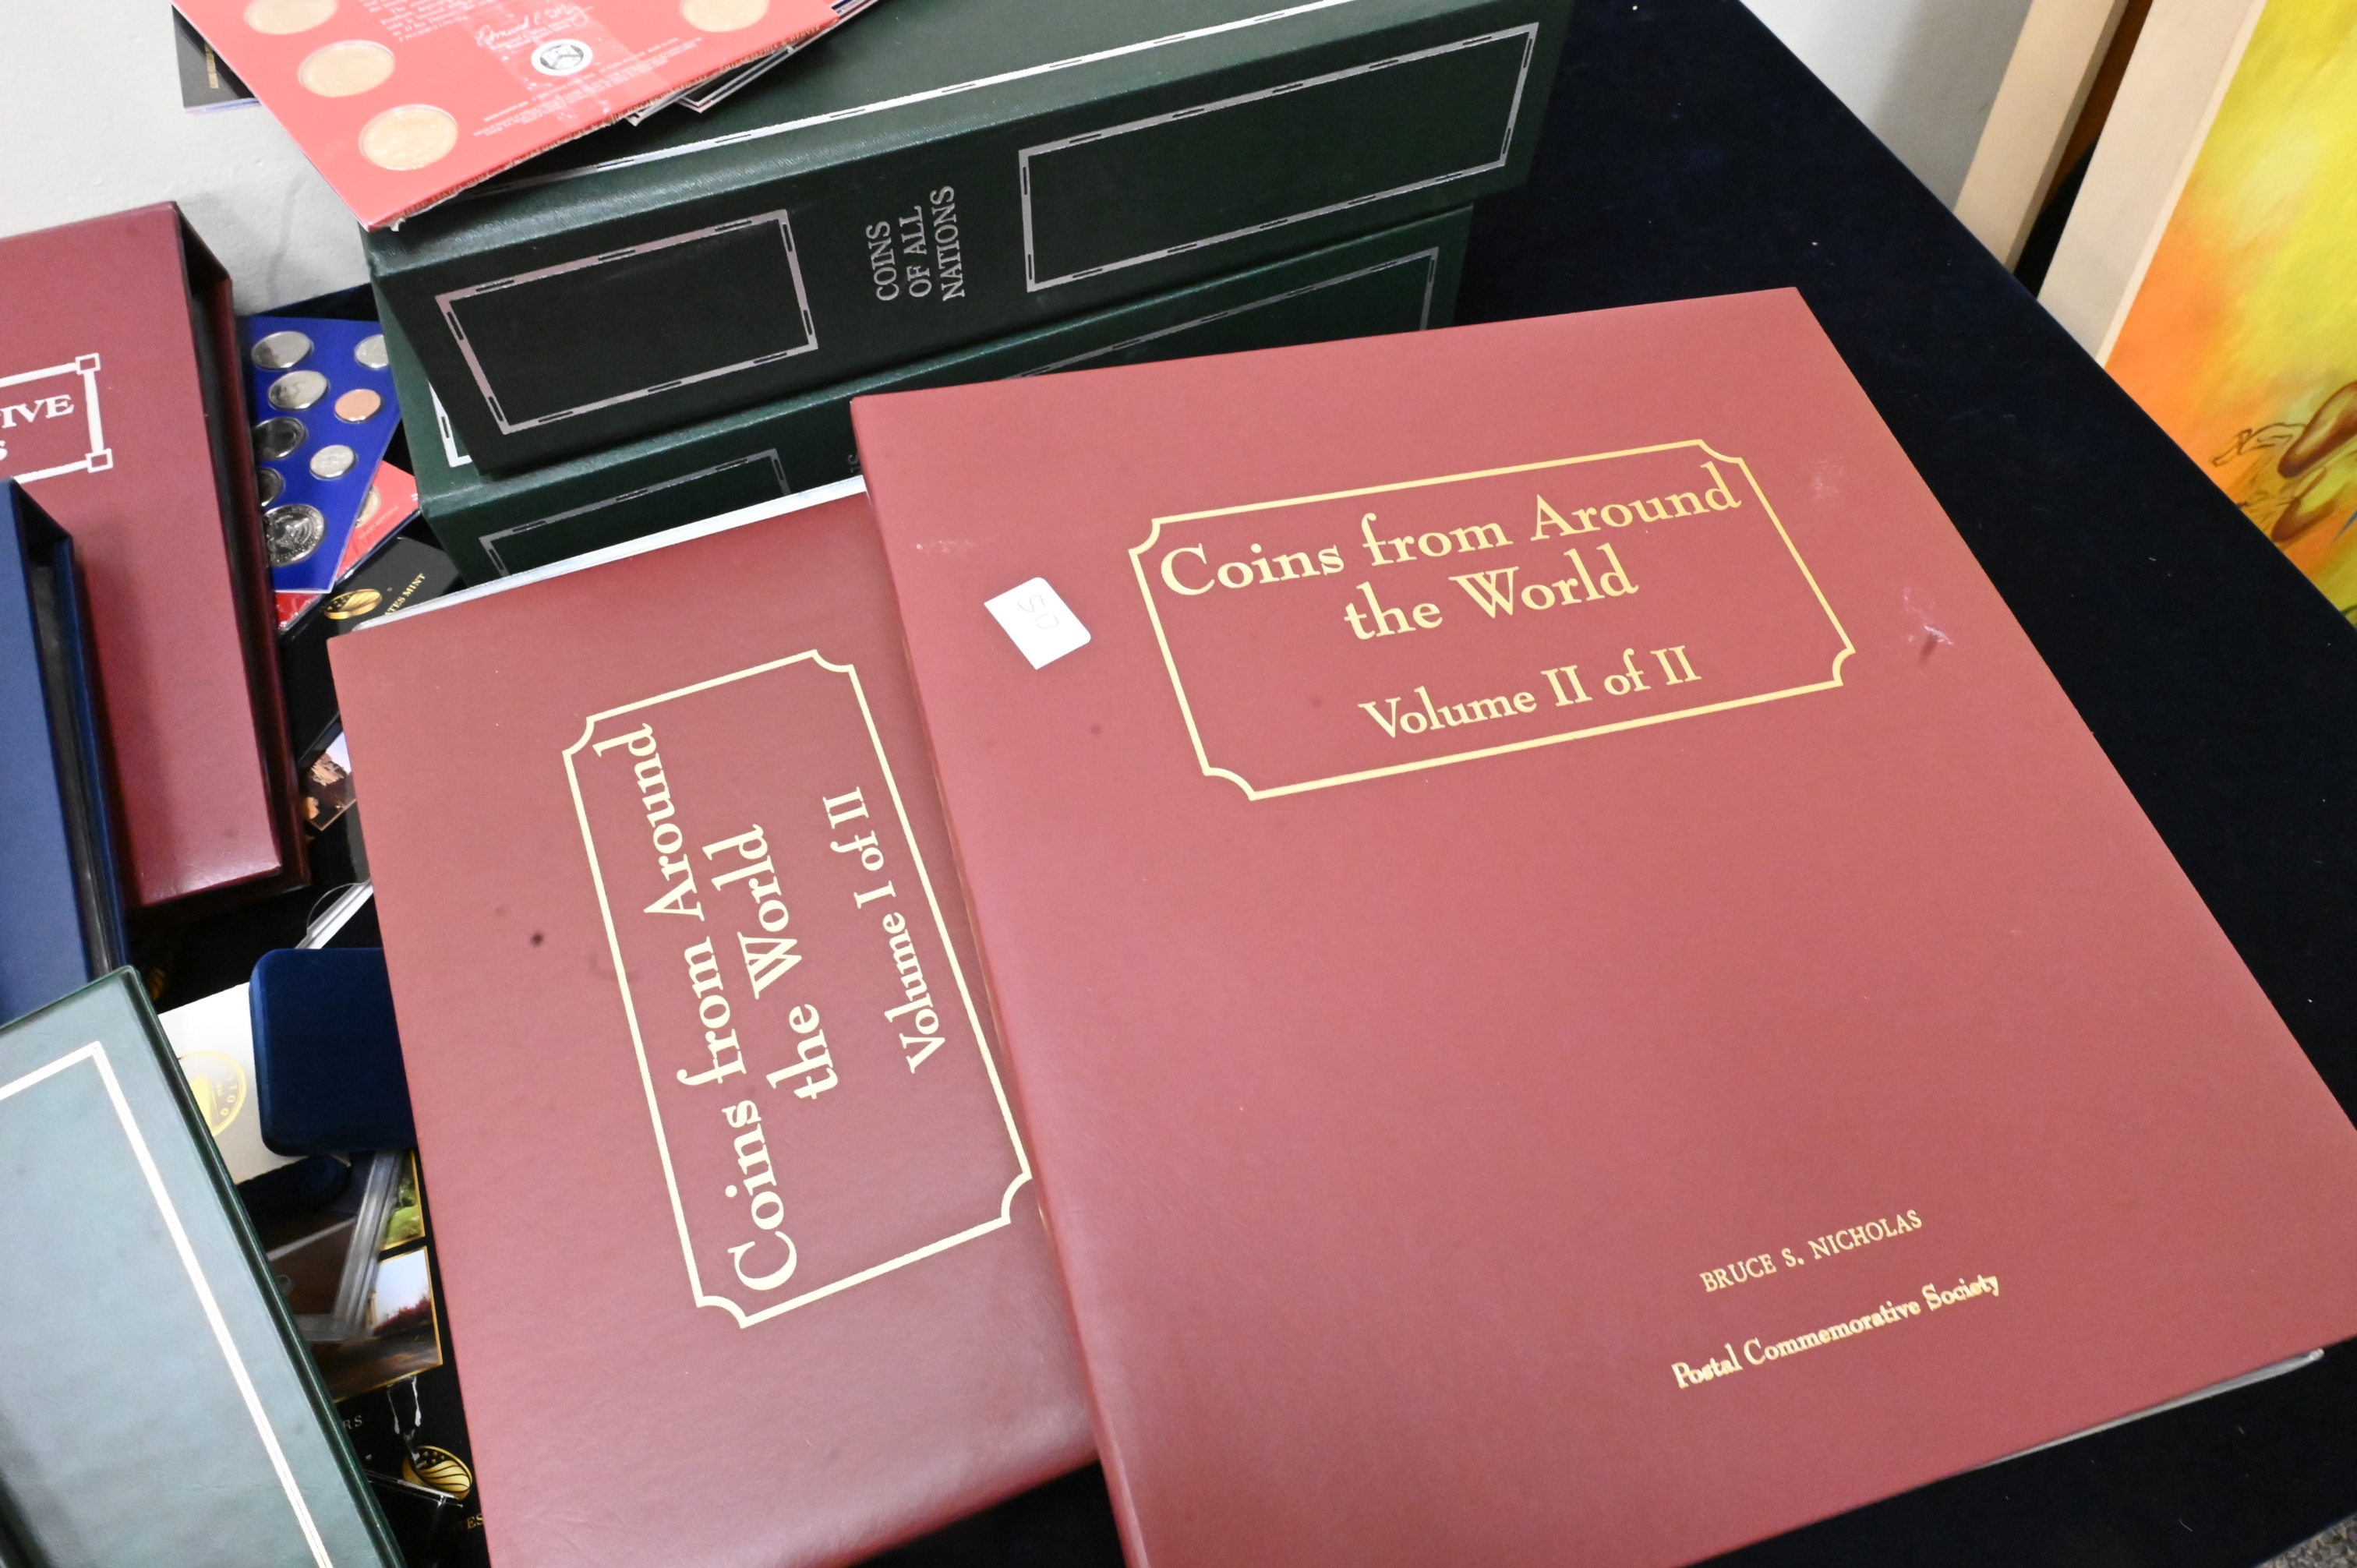 COINS
OF ALL
NATIONS
Coins from Around
the World
Volume II of II
SD
BRUCE S. NICHOLAS
Postal Commemorative Society
Coins from Around
the World
Volume I of II